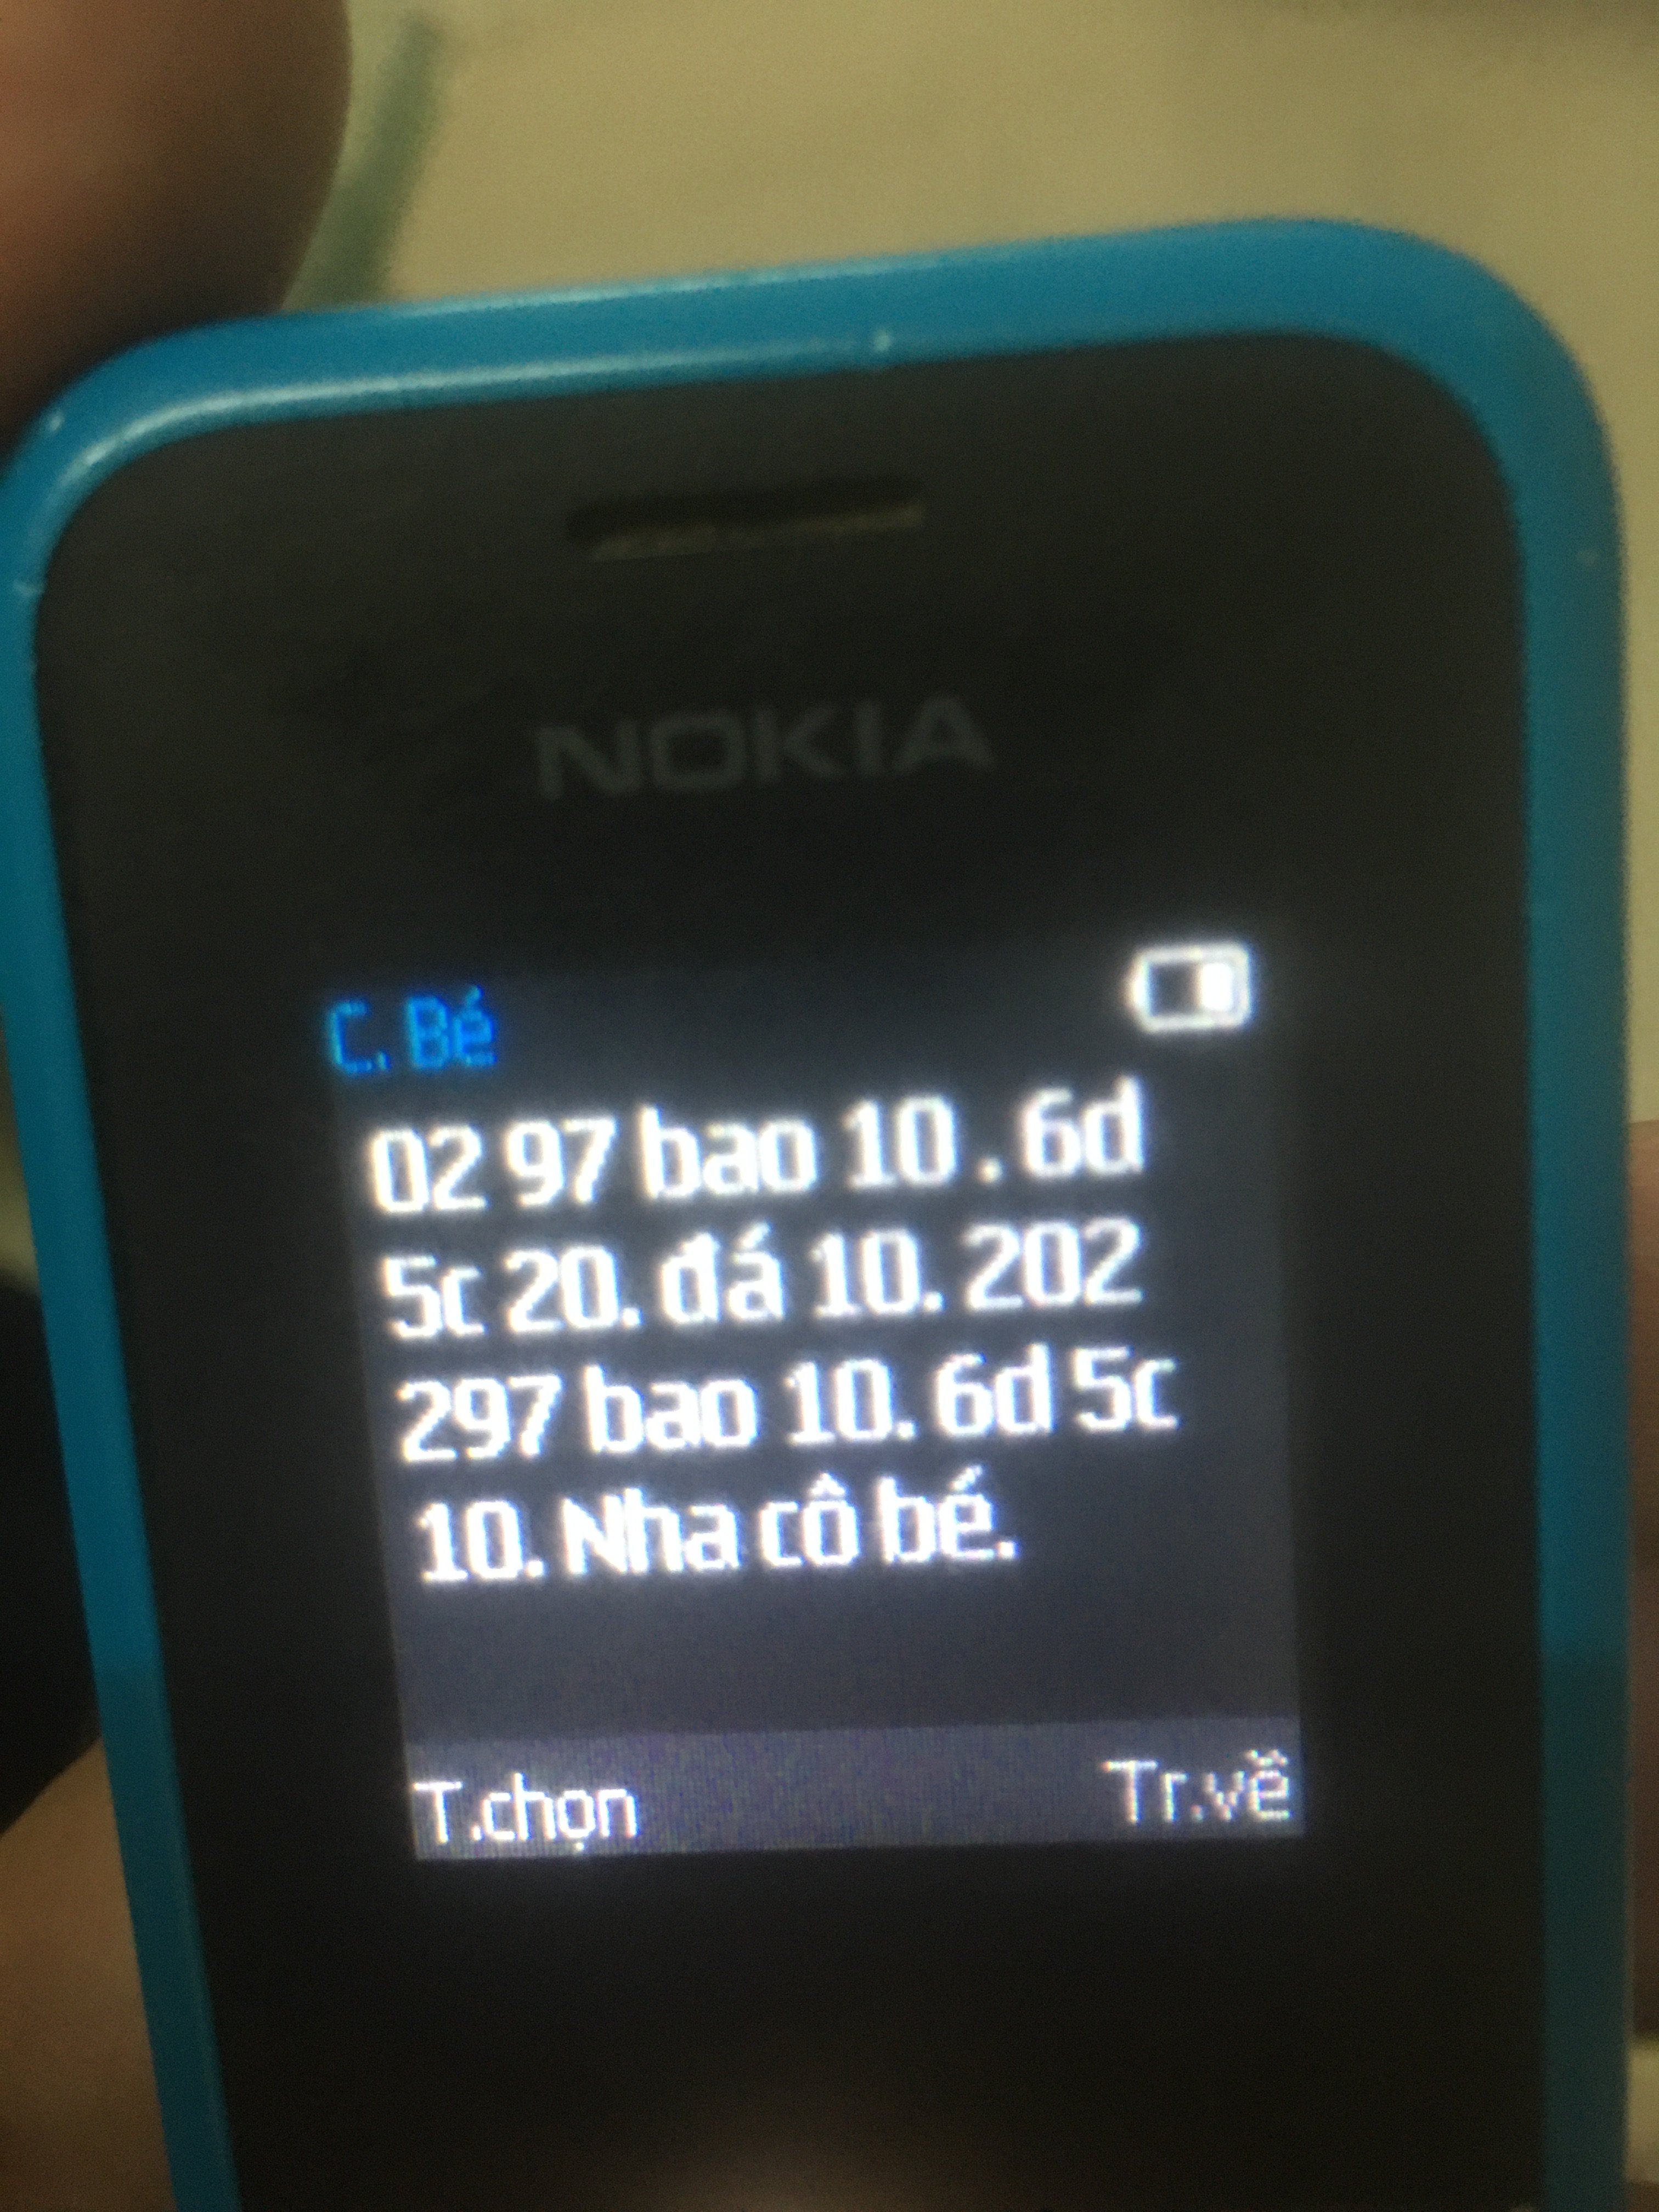 NOKIA
C. Bé
02 97 bao 10 . 6d
5c 20. đá 10. 202
297 bao 10. 6d 5c
10. Nha cô bé.
T.chọn Tr.về